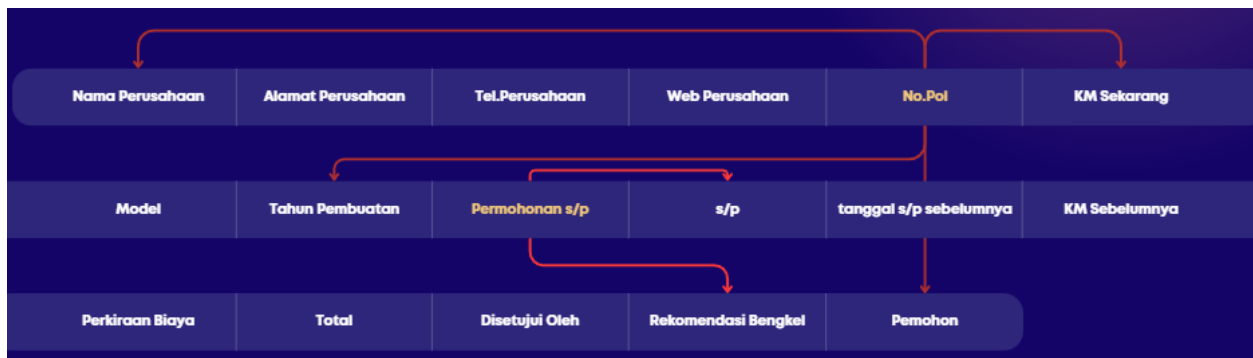 Nama Perusahaan Alamat Perusahaan Tel.Perusahaan Web Perusahaan No.Pol KM Sekarang
Model Tahun Pembuatan Permohonan s/p s/p tanggal s/p sebelumnya KM Sebelumnya
Perkiraan Biaya Total Disetujui Oleh Rekomendasi Bengkel Pemohon